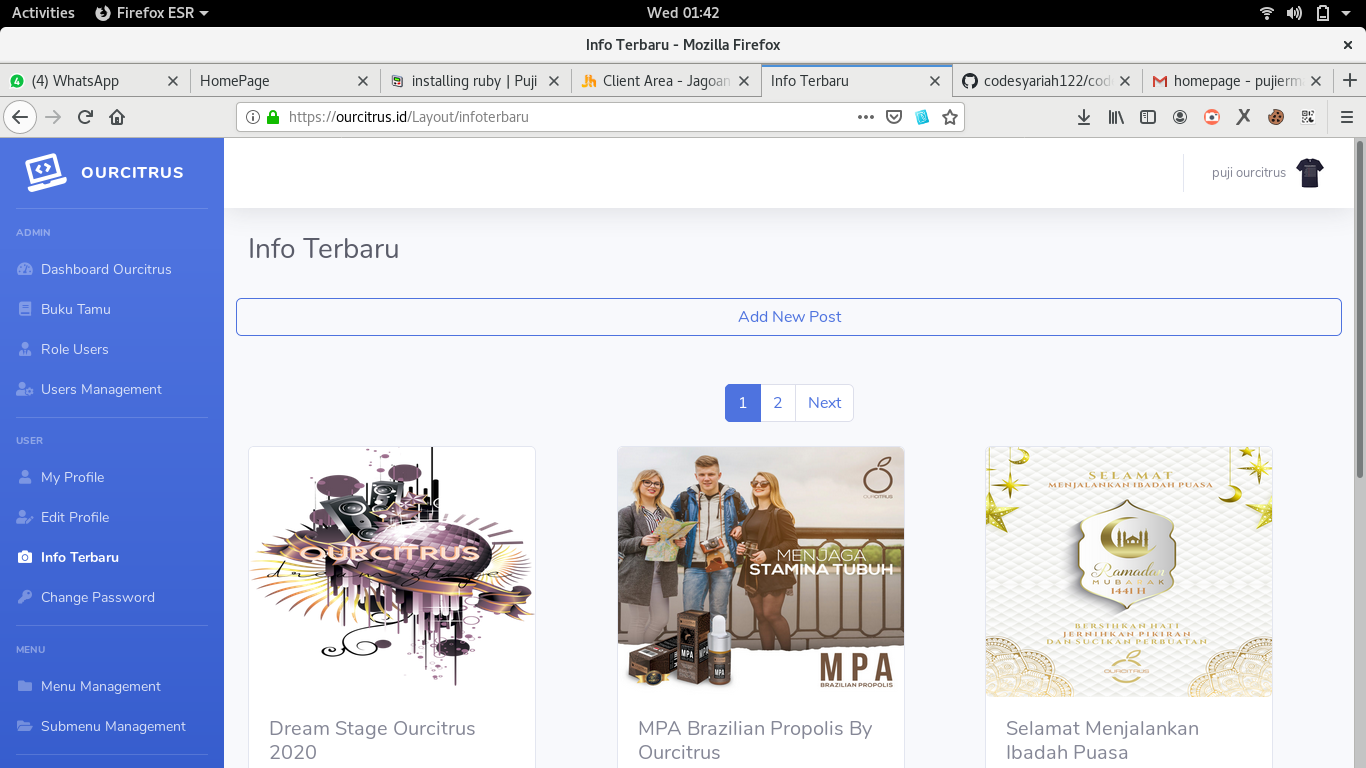 Activities
Firefox ESR
Wed 01:42
Info Terbaru - Mozilla Firefox
(4) WhatsApp
HomePage
installing ruby | Puji
Client Area - Jagoan
Info Terbaru
codesyariah122/cod
homepage - pujierm
https://ourcitrus.id/Layout/infoterbaru
OURCITRUS
puji ourcitrus
ADMIN
Dashboard Ourcitrus
Buku Tamu
Role Users
Users Management
USER
My Profile
Edit Profile
Info Terbaru
Change Password
MENU
Menu Management
Submenu Management
Info Terbaru
Add New Post
1
2
Next
OURCITRUS
dream stage
Dream Stage Ourcitrus
2020
OURCITRUS
MENJAGA
STAMINA TUBUH
MPA
MPA
MPA
BRAZILIAN PROPOLIS
MPA Brazilian Propolis By
Ourcitrus
SELAMAT
MENJALANKAN IBADAH PUASA
Ramadan
MUBARAK
1441 H
BERSIHKAN HATI
JERNIHKAN PIKIRAN
DAN SUCIKAN PERBUATAN
OURCITRUS
Selamat Menjalankan
Ibadah Puasa